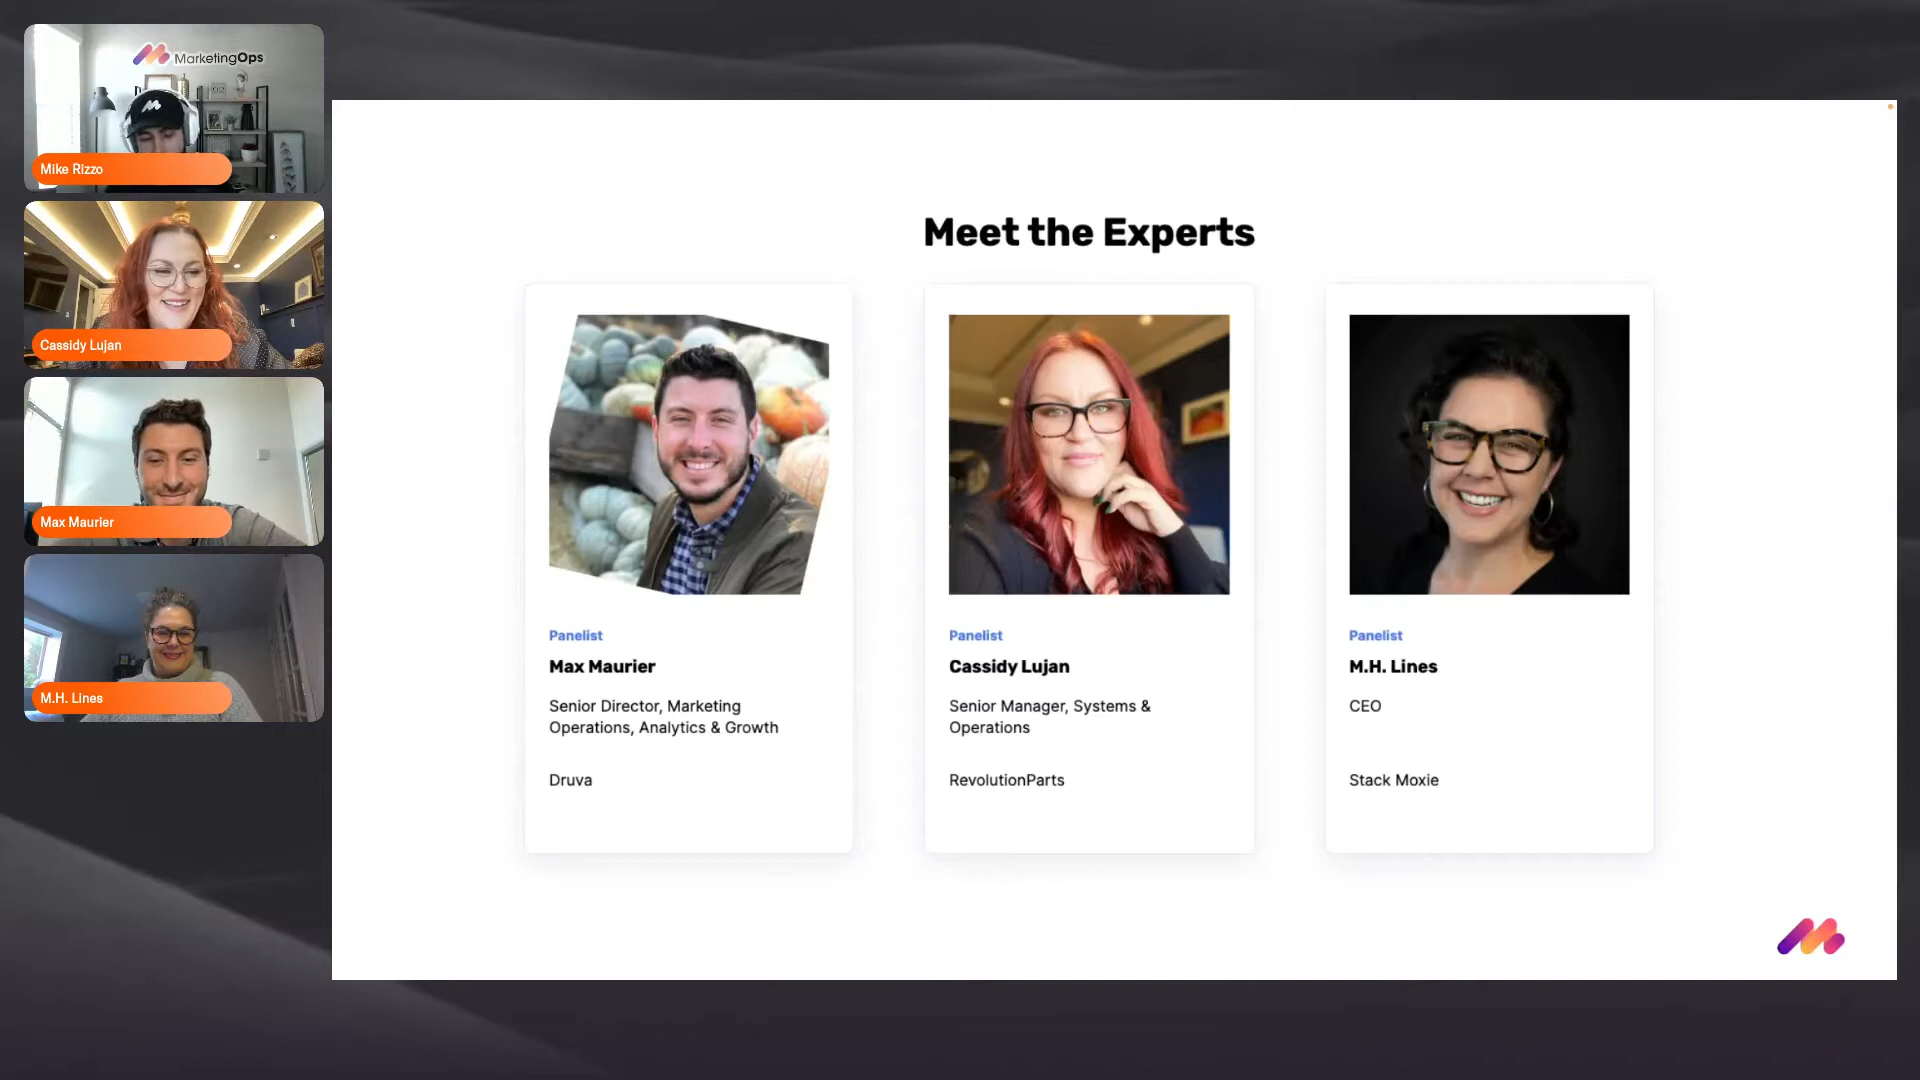 MarketingOps
Mike Rizzo
Cassidy Lujan
Max Maurier
M.H. Lines
Meet the Experts
Panelist
Max Maurier
Senior Director, Marketing
Operations, Analytics & Growth
Druva
Panelist
Cassidy Lujan
Senior Manager, Systems &
Operations
RevolutionParts
Panelist
M.H. Lines
CEO
Stack Moxie